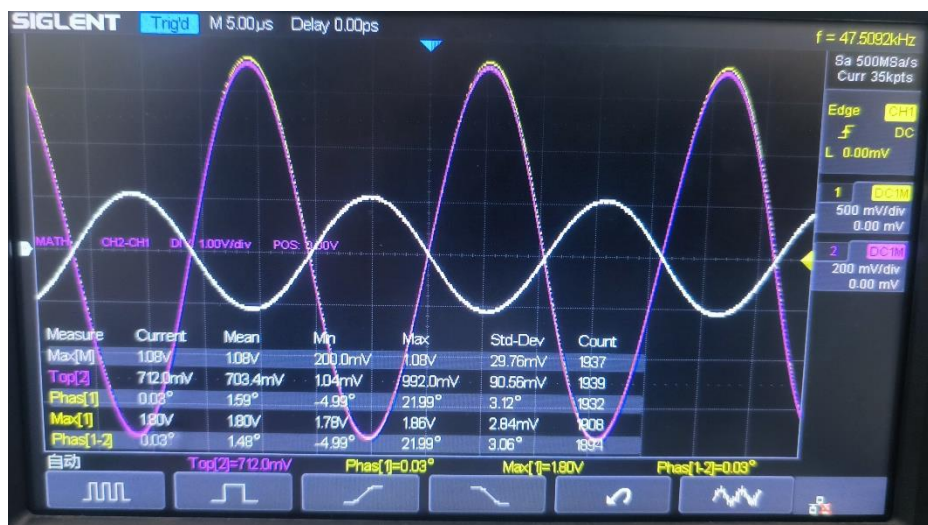 SIGLENT Trig'd M 5.00μs Delay 0.00ps
f = 47.5092kHz
Sa 500MSa/s
Curr 35kpts
Edge CH1
DC
L 0.00mV
1 DC1M
500 mV/div
0.00 mV
2 DC1M
200 mV/div
0.00 mV
MATH CH2-CH1 DIV 1.00V/div POS: 0.00V
Measure Current Mean Min Max Std-Dev Count
Max[M] 1.08V 1.08V 200.0mV 1.08V 29.76mV 1937
Top[2] 712.0mV 703.4mV 1.04mV 992.0mV 90.56mV 1939
Phas[1] 0.03° 1.59° -4.99° 21.99° 3.12° 1932
Max[1] 1.80V 1.80V 1.78V 1.86V 2.84mV 1908
Phas[1-2] 0.03° 1.48° -4.99° 21.99° 3.06° 1894
自动 Top[2]=712.0mV Phas[1]=0.03° Max[1]=1.80V Phas[1-2]=0.03°